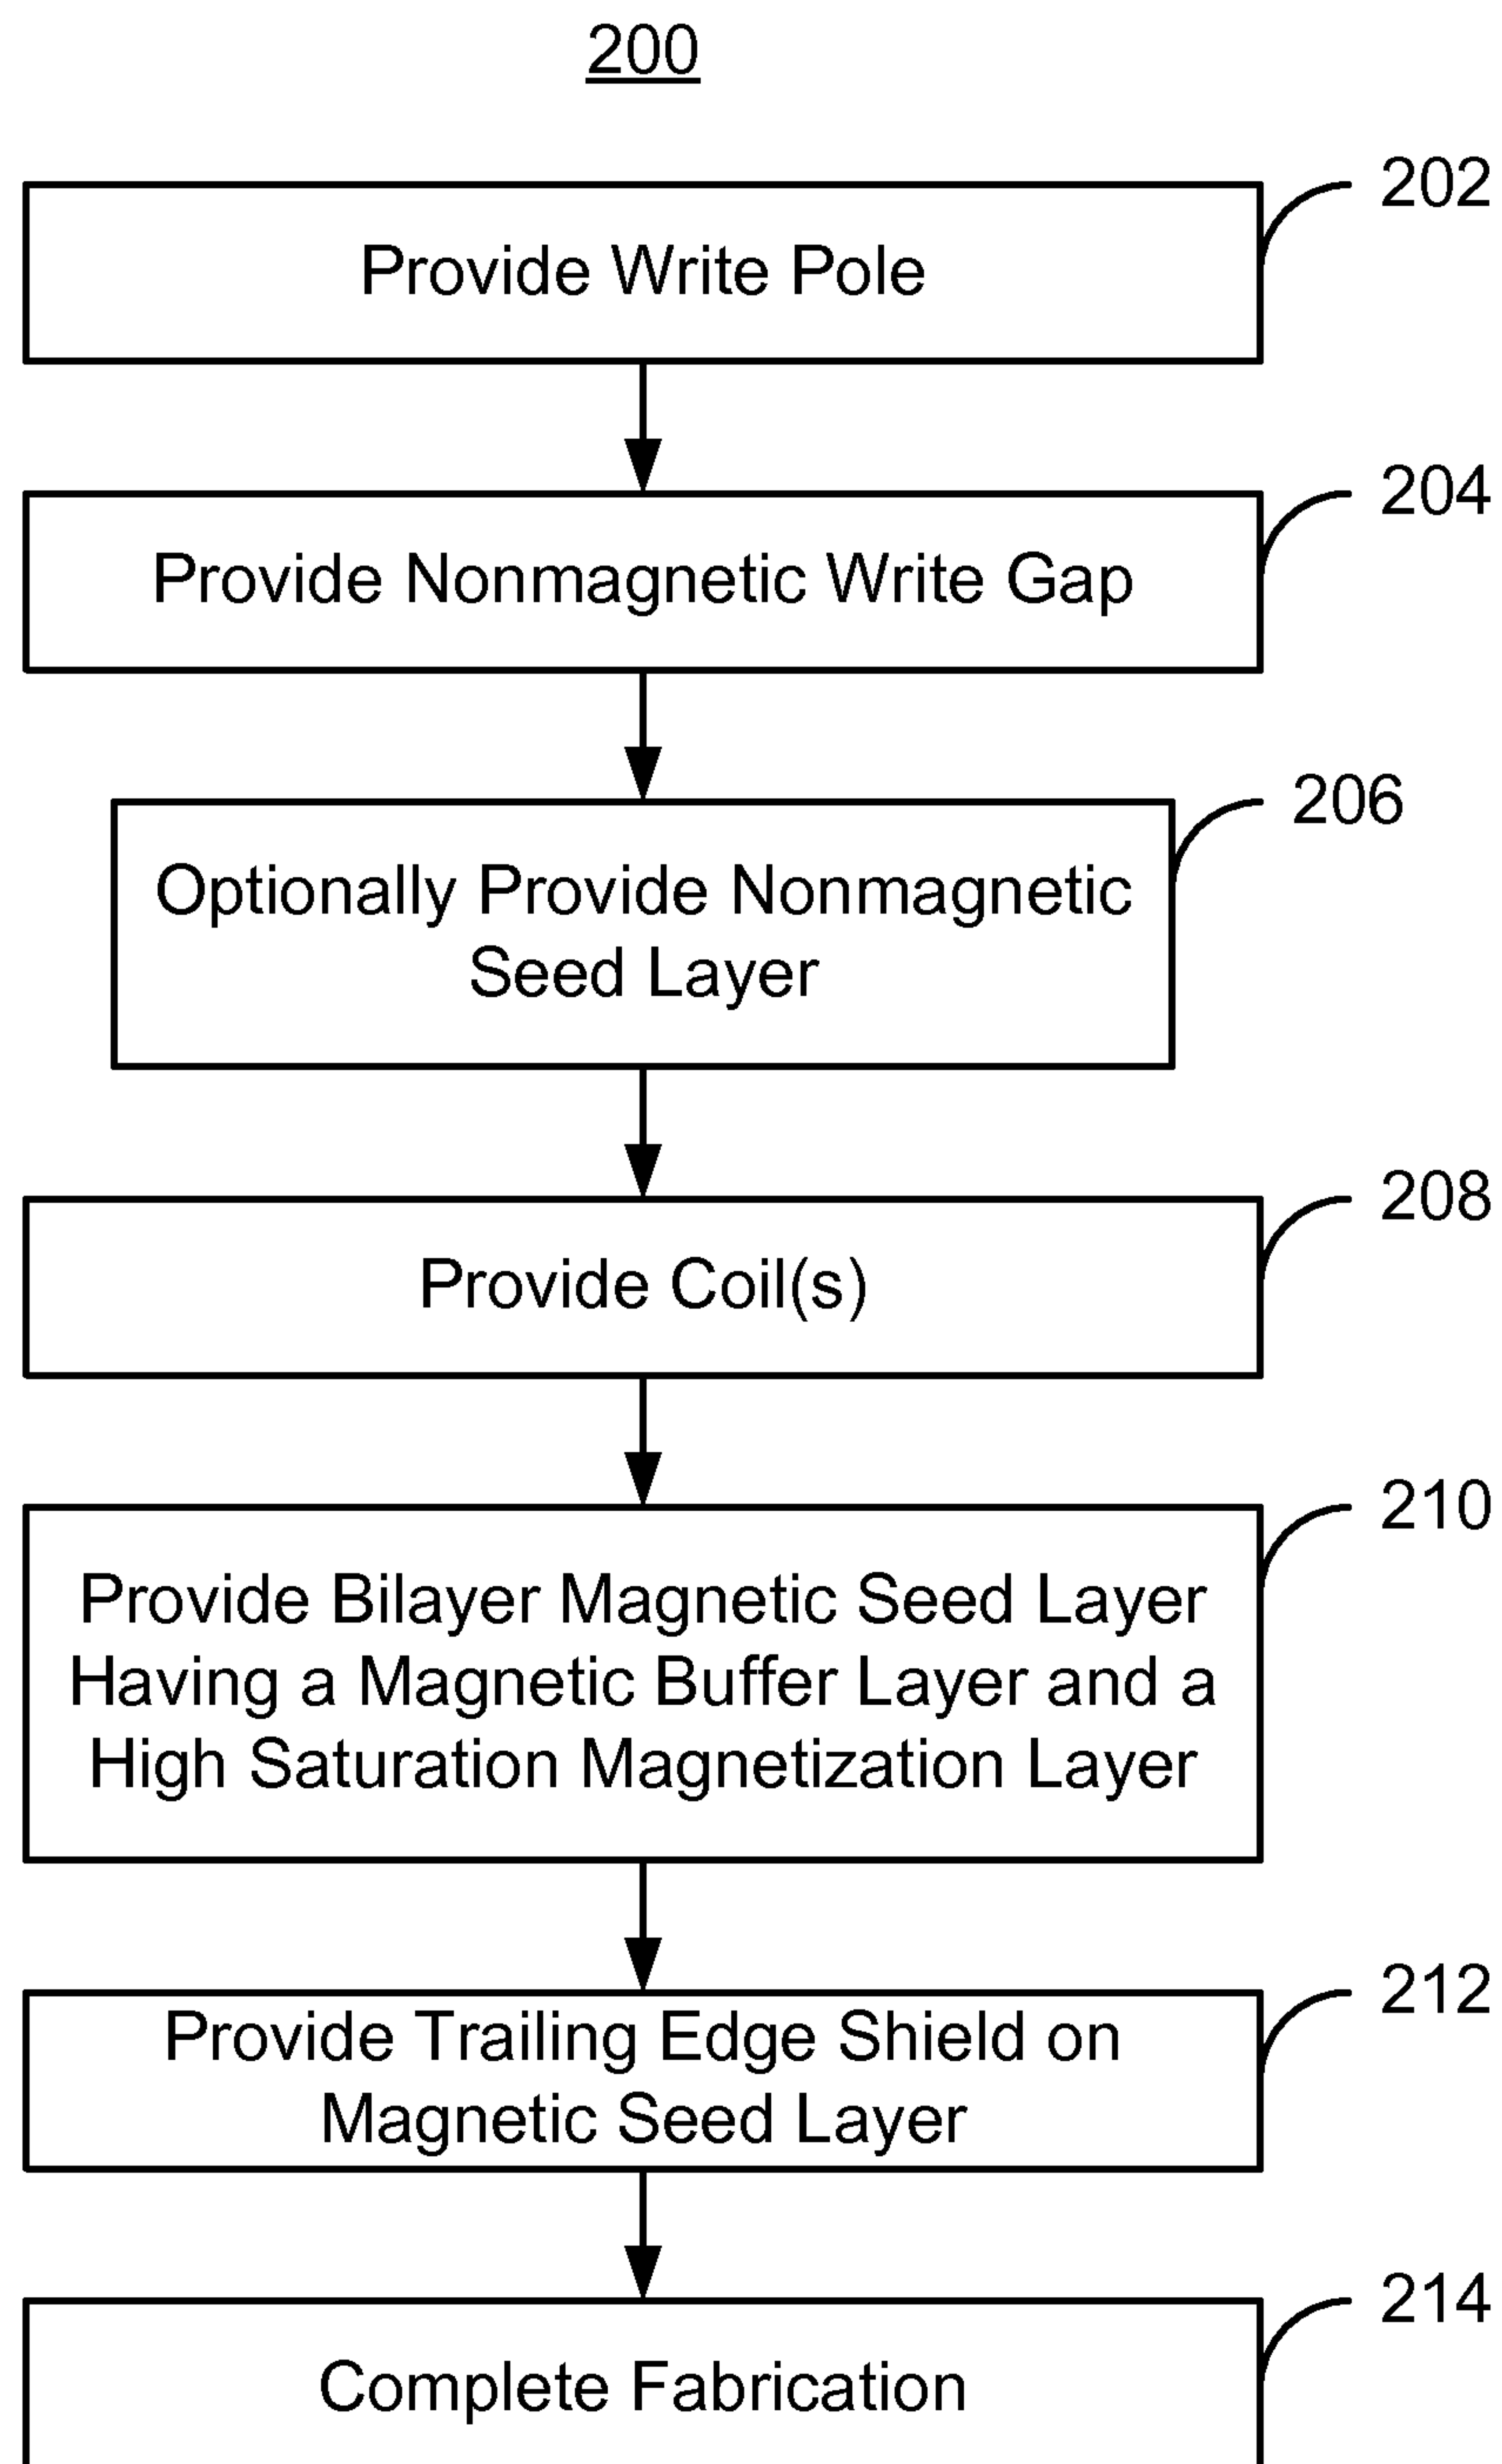 200
202
Provide Write Pole
204
Provide Nonmagnetic Write Gap
206
Optionally Provide Nonmagnetic
Seed Layer
208
Provide Coil(s)
210
Provide Bilayer Magnetic Seed Layer
Having a Magnetic Buffer Layer and a
High Saturation Magnetization Layer
212
Provide Trailing Edge Shield on
Magnetic Seed Layer
214
Complete Fabrication